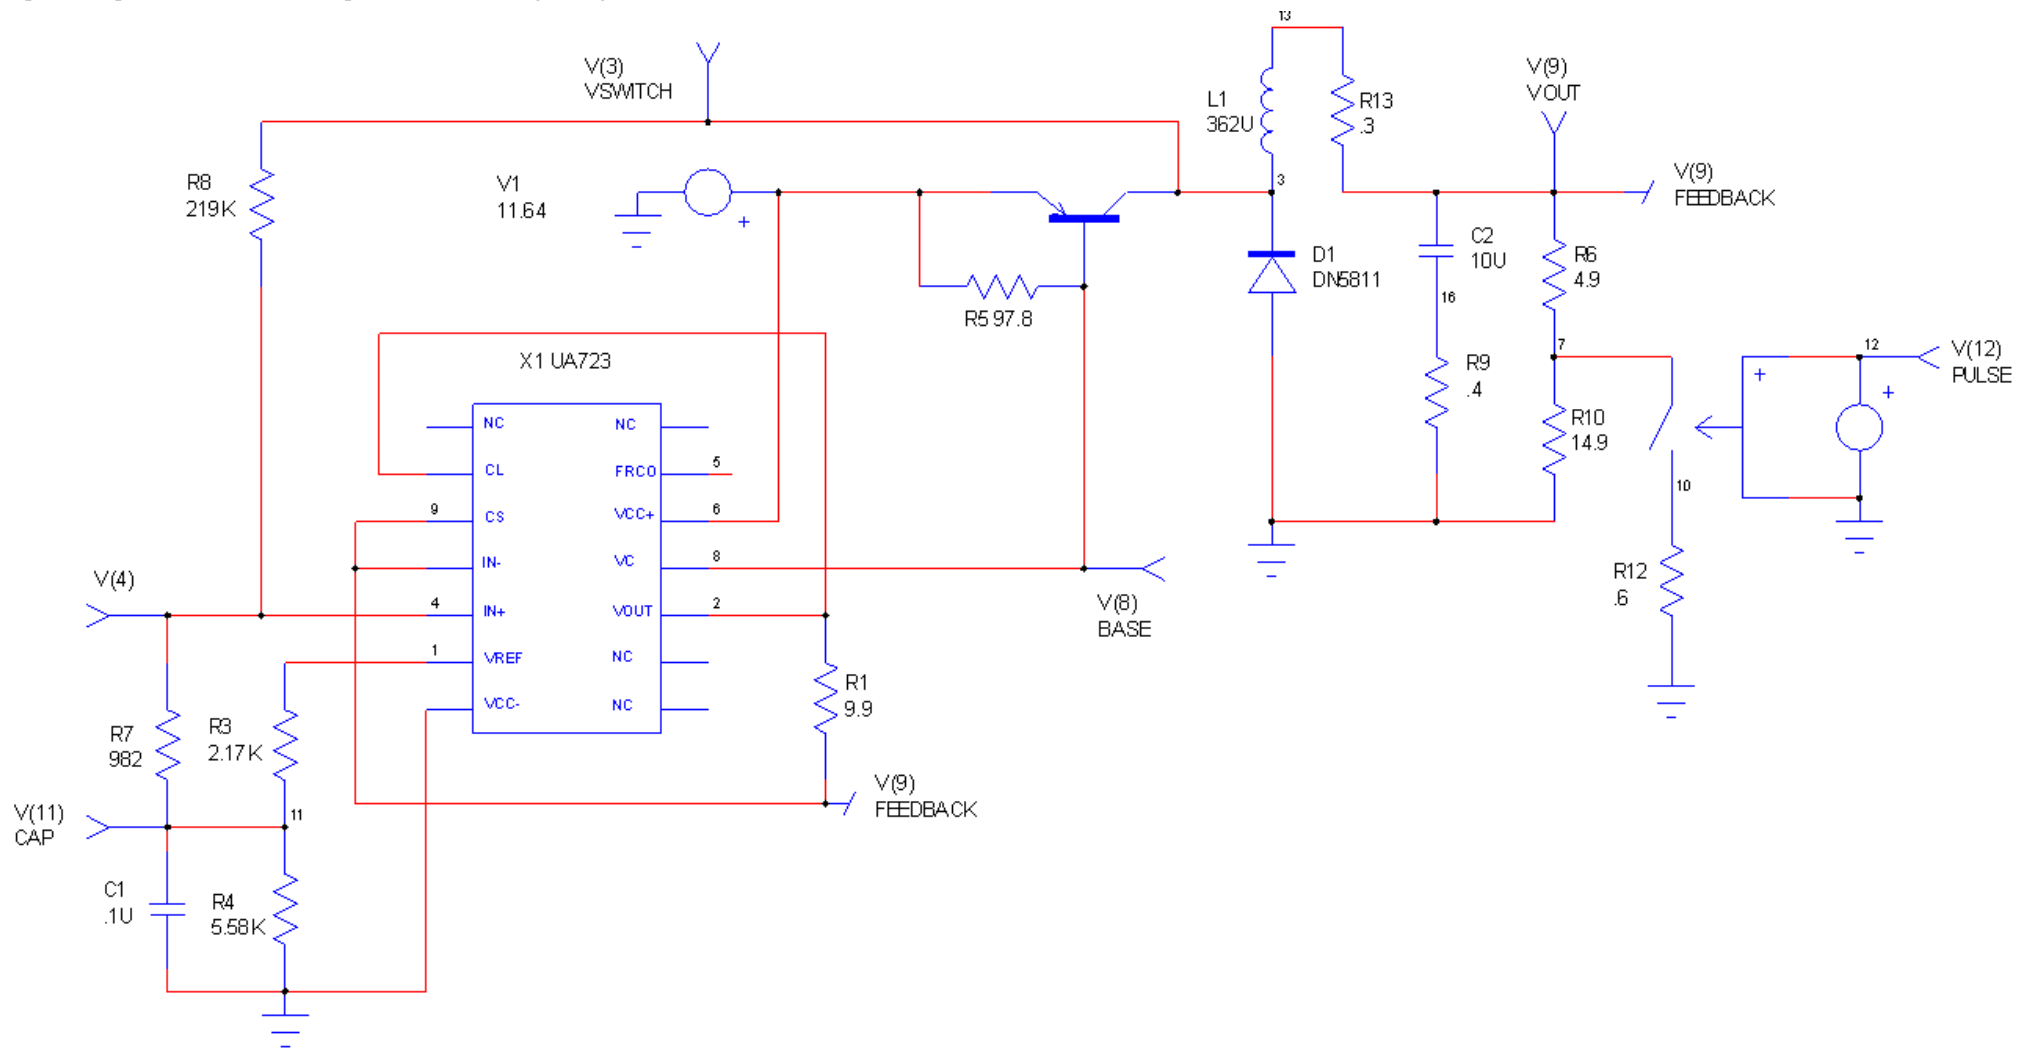 13
V(3)
VSWITCH
V(9)
VOUT
L1
362U
R13
.3
R8
219K
V1
11.64
+
3
V(9)
FEEDBACK
D1
DN5811
C2
10U
R6
4.9
16
R5 97.8
X1 UA723
7
12
V(12)
PULSE
+
+
R9
.4
R10
14.9
NC
NC
CL
FRCO
5
9
CS
VCC+
6
10
IN-
VC
8
V(4)
4
IN+
VOUT
2
V(8)
BASE
R12
.6
1
VREF
NC
VCC-
NC
R1
9.9
R7
982
R3
2.17K
V(9)
FEEDBACK
V(11)
CAP
11
C1
.1U
R4
5.58K